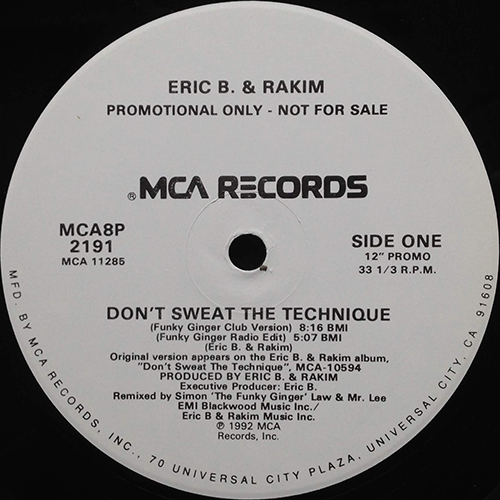 ERIC B. & RAKIM
PROMOTIONAL ONLY - NOT FOR SALE
® MCA RECORDS
MCA8P
2191
MCA 11285
SIDE ONE
12" PROMO
33 1/3 R.P.M.
DON'T SWEAT THE TECHNIQUE
(Funky Ginger Club Version) 8:16 BMI
(Funky Ginger Radio Edit) 5:07 BMI
(Eric B. & Rakim)
Original version appears on the Eric B. & Rakim album,
"Don't Sweat The Technique", MCA-10594
PRODUCED BY ERIC B. & RAKIM
Executive Producer: Eric B.
Remixed by Simon 'The Funky Ginger' Law & Mr. Lee
EMI Blackwood Music Inc./
Eric B & Rakim Music Inc.
℗ 1992 MCA
Records, Inc.
MFD. BY MCA RECORDS, INC., 70 UNIVERSAL CITY PLAZA, UNIVERSAL CITY, CA. 91608